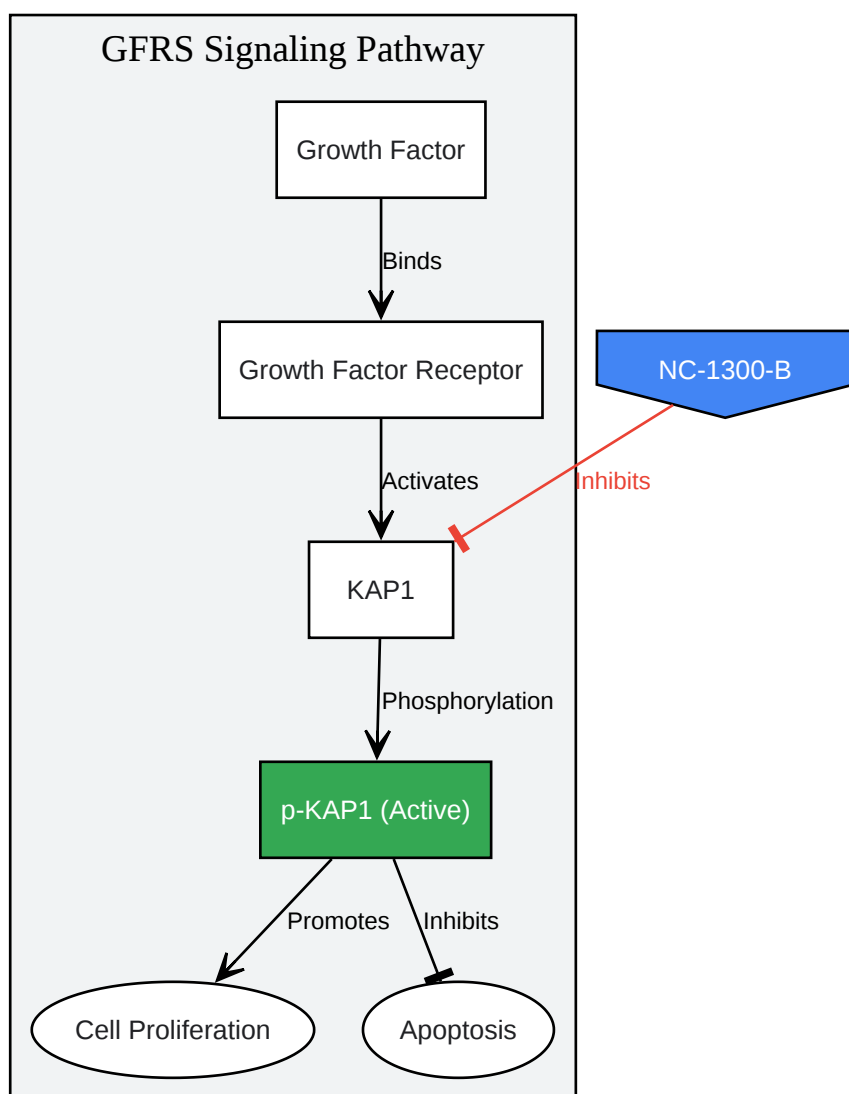 GFRS Signaling Pathway
Growth Factor
Binds
Growth Factor Receptor
NC-1300-B
Activates
Inhibits
KAP1
Phosphorylation
p-KAP1 (Active)
Promotes
Inhibits
Cell Proliferation
Apoptosis